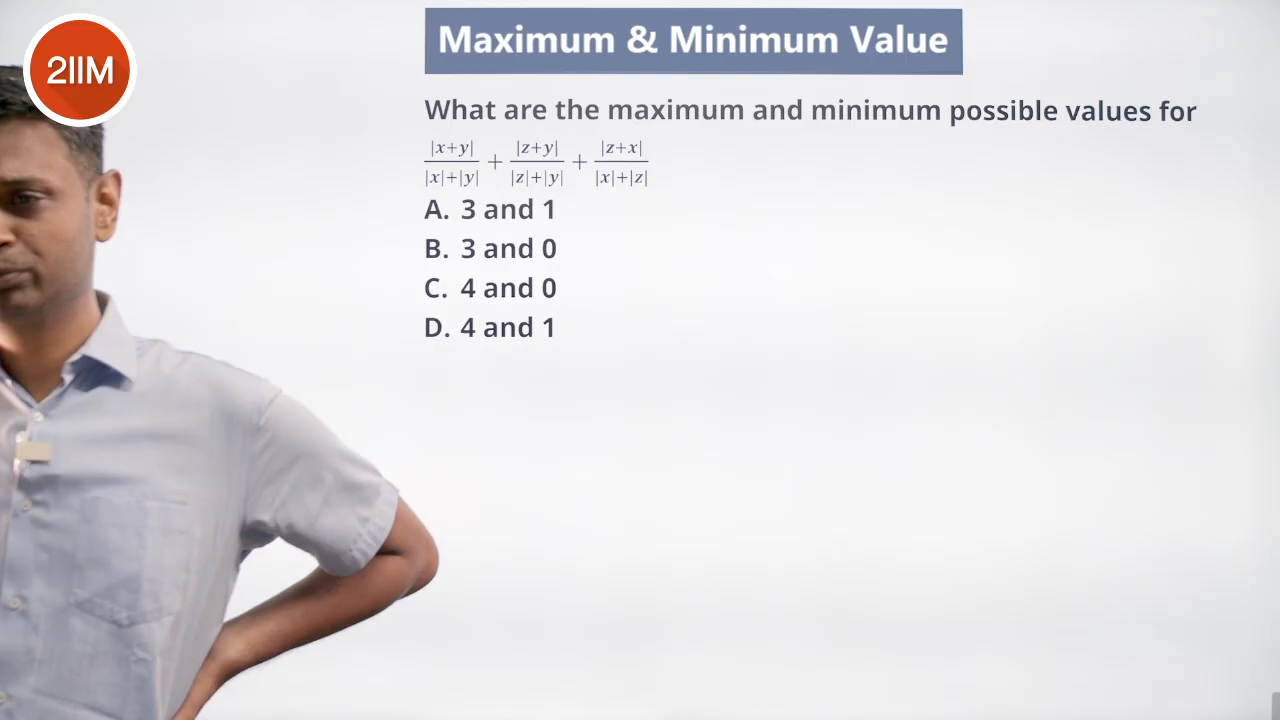 2IIM
Maximum & Minimum Value
What are the maximum and minimum possible values for
|x+y|/|x|+|y| + |z+y|/|z|+|y| + |z+x|/|x|+|z|
A. 3 and 1
B. 3 and 0
C. 4 and 0
D. 4 and 1